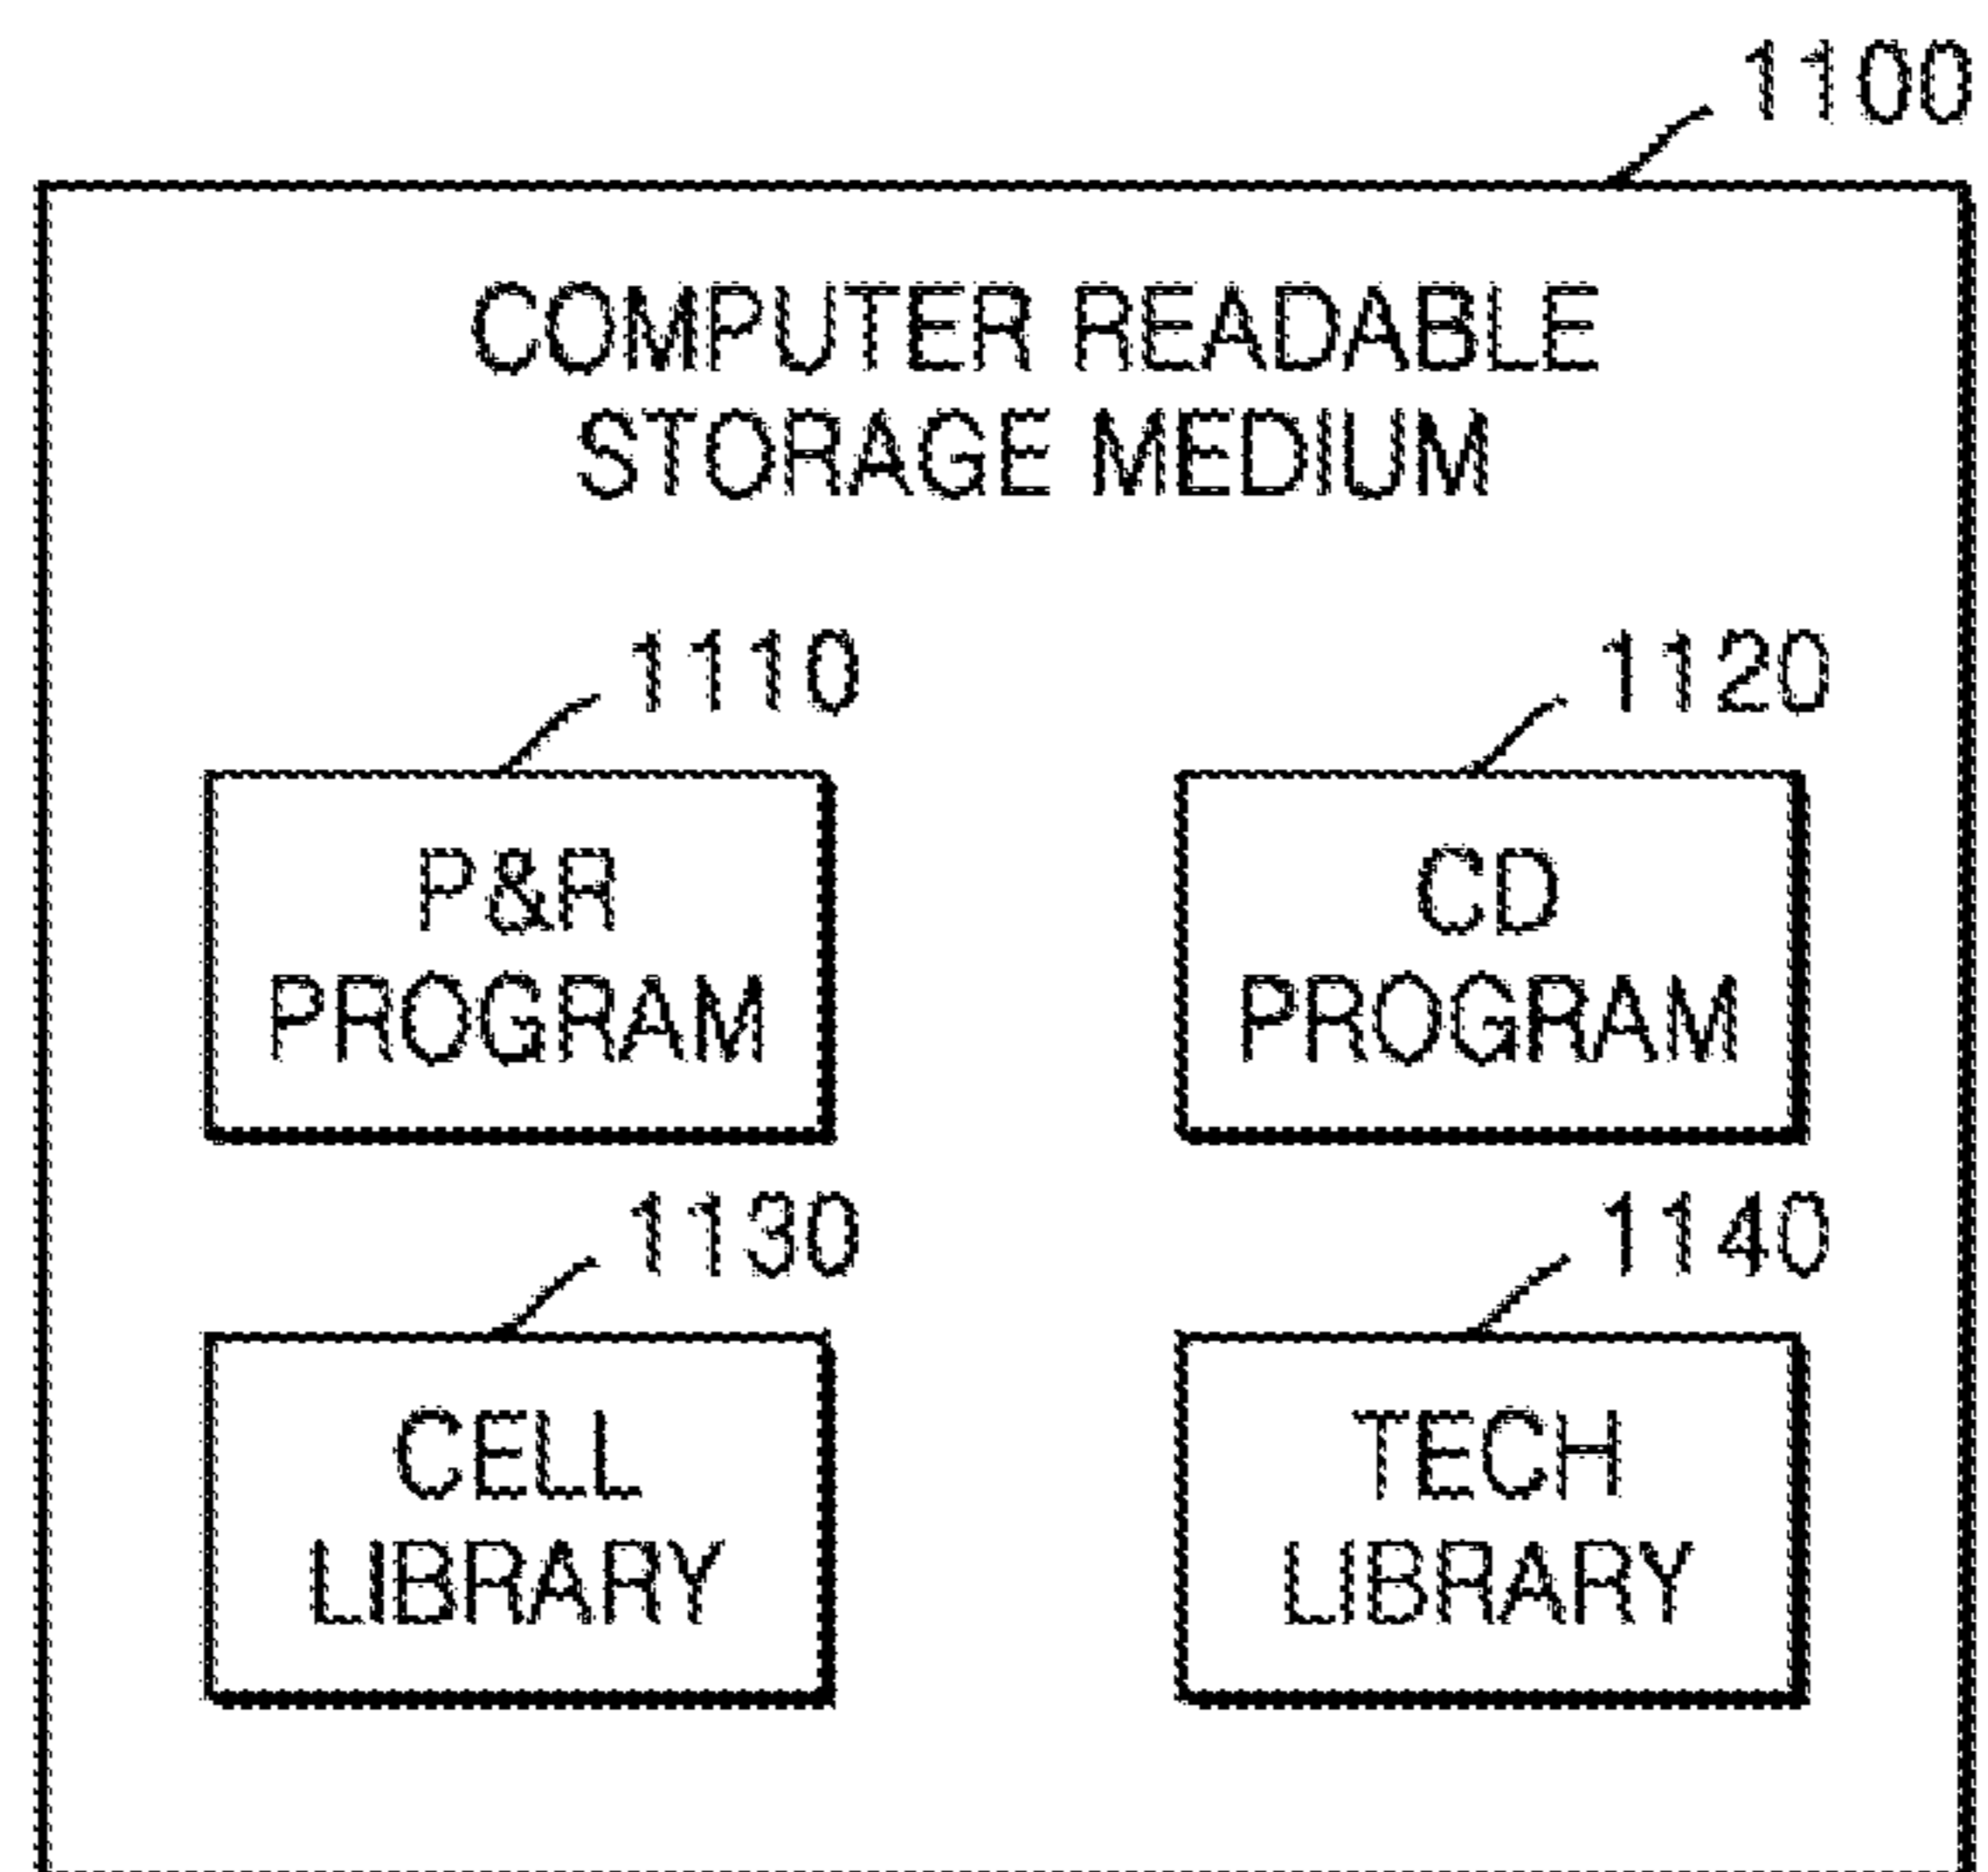 1100
COMPUTER READABLE
STORAGE MEDIUM
1110
1120
P&R
PROGRAM
CD
PROGRAM
1130
1140
CELL
LIBRARY
TECH
LIBRARY